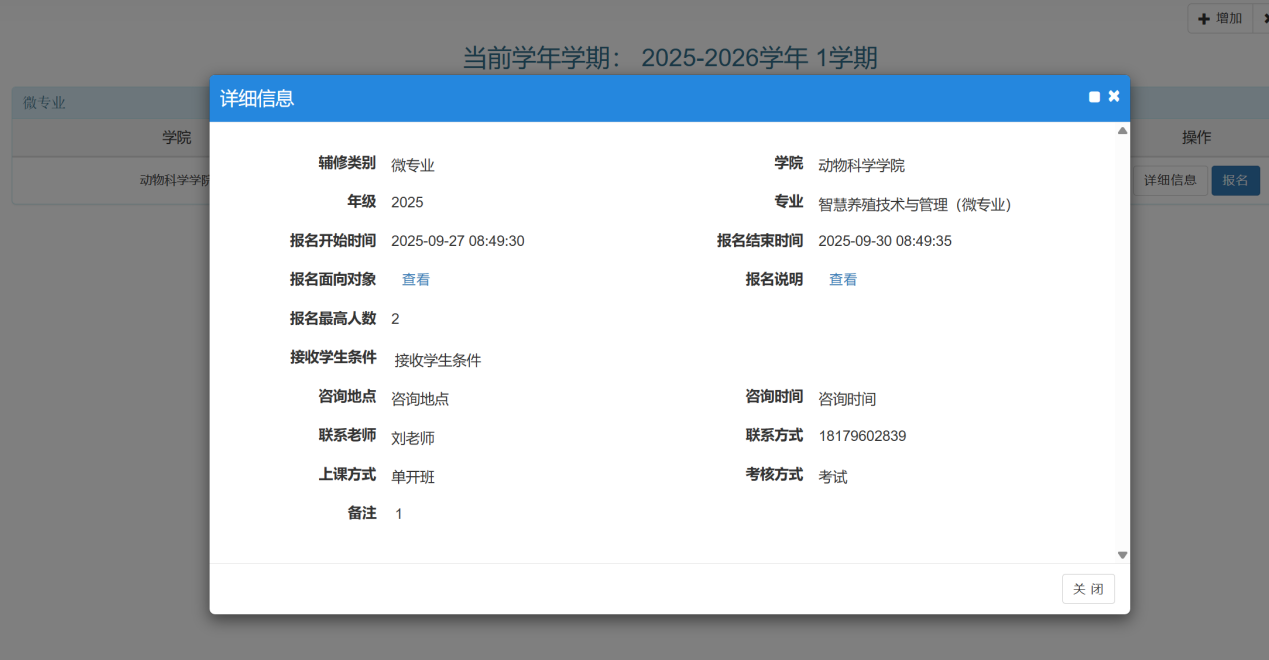 增加
当前学年学期： 2025-2026学年 1学期
微专业
详细信息
学院
操作
动物科学学院
详细信息 报名
辅修类别 微专业 学院 动物科学学院
年级 2025 专业 智慧养殖技术与管理（微专业）
报名开始时间 2025-09-27 08:49:30 报名结束时间 2025-09-30 08:49:35
报名面向对象 查看 报名说明 查看
报名最高人数 2
接收学生条件 接收学生条件
咨询地点 咨询地点 咨询时间 咨询时间
联系老师 刘老师 联系方式 18179602839
上课方式 单开班 考核方式 考试
备注 1
关 闭